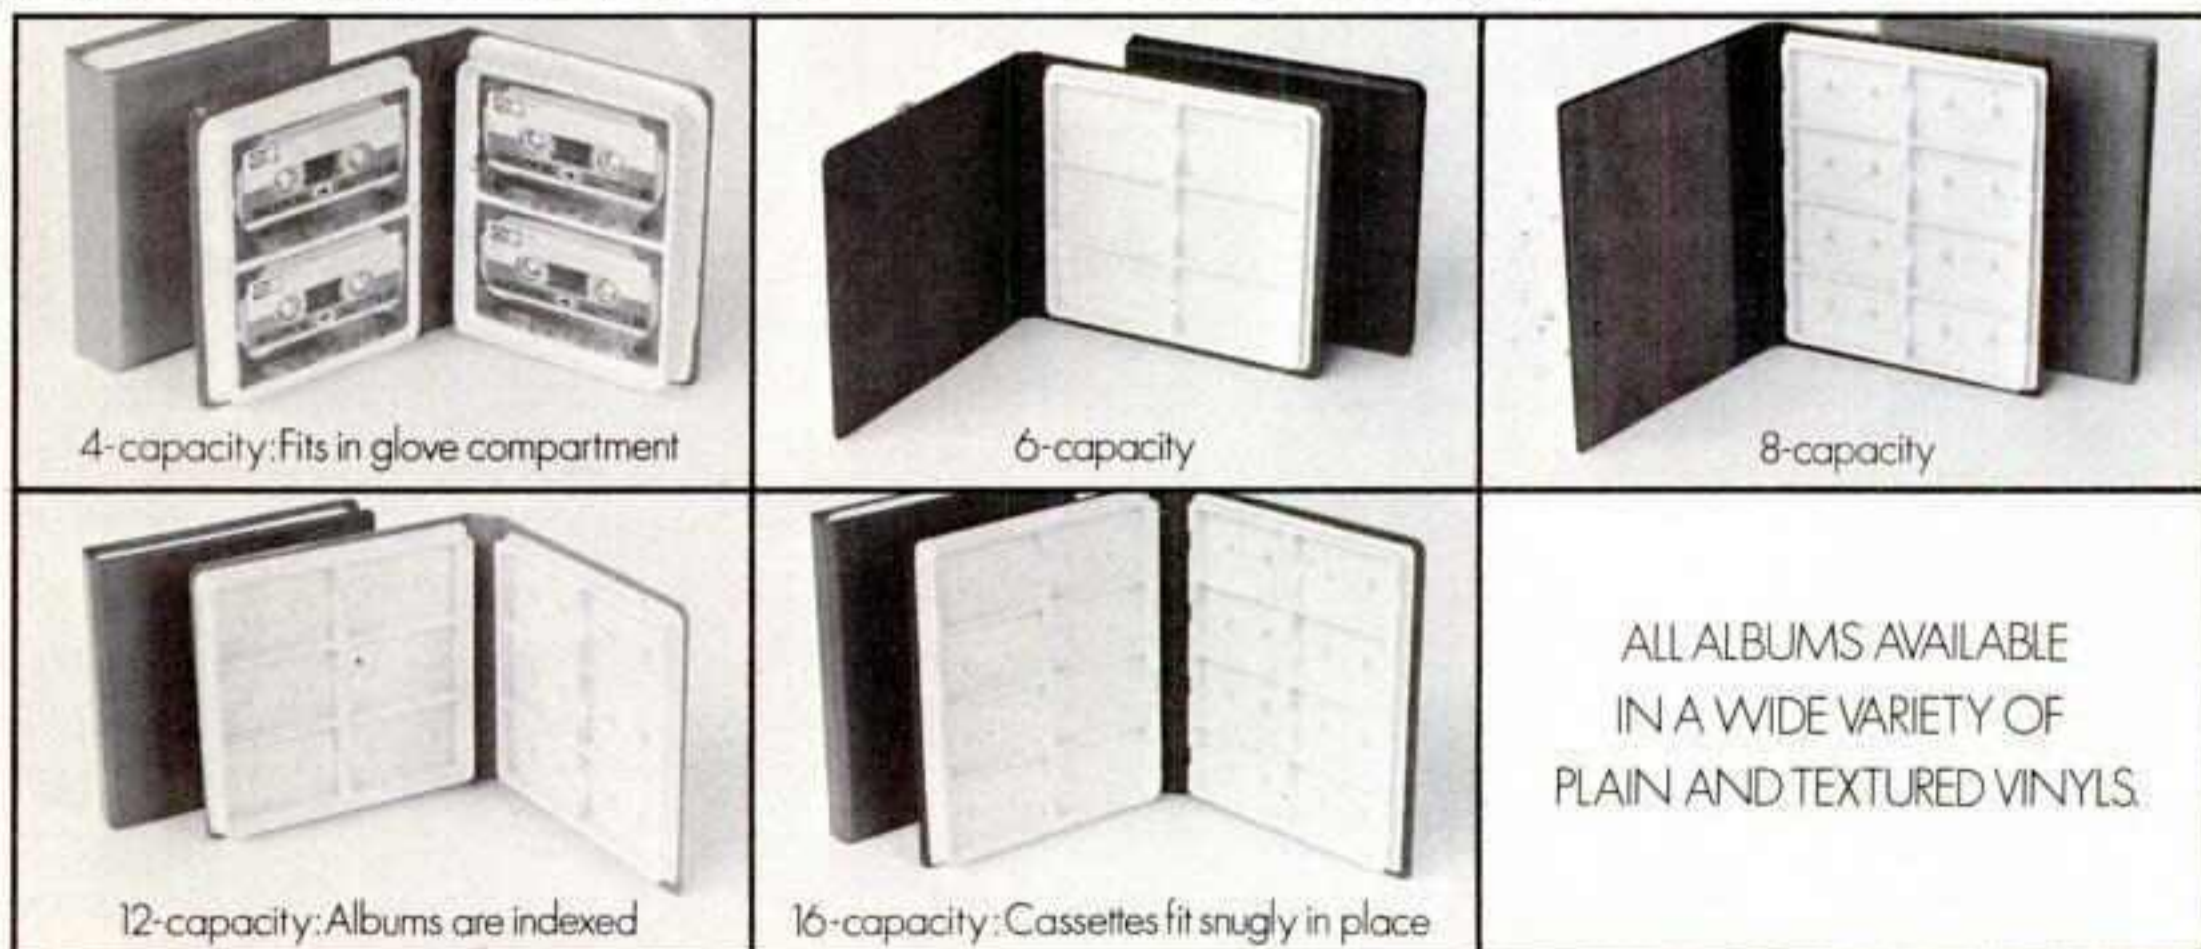 4-capacity: Fits in glove compartment
6-capacity
8-capacity
12-capacity: Albums are indexed
16-capacity: Cassettes fit snugly in place
ALL ALBUMS AVAILABLE
IN A WIDE VARIETY OF
PLAIN AND TEXTURED VINYLS.